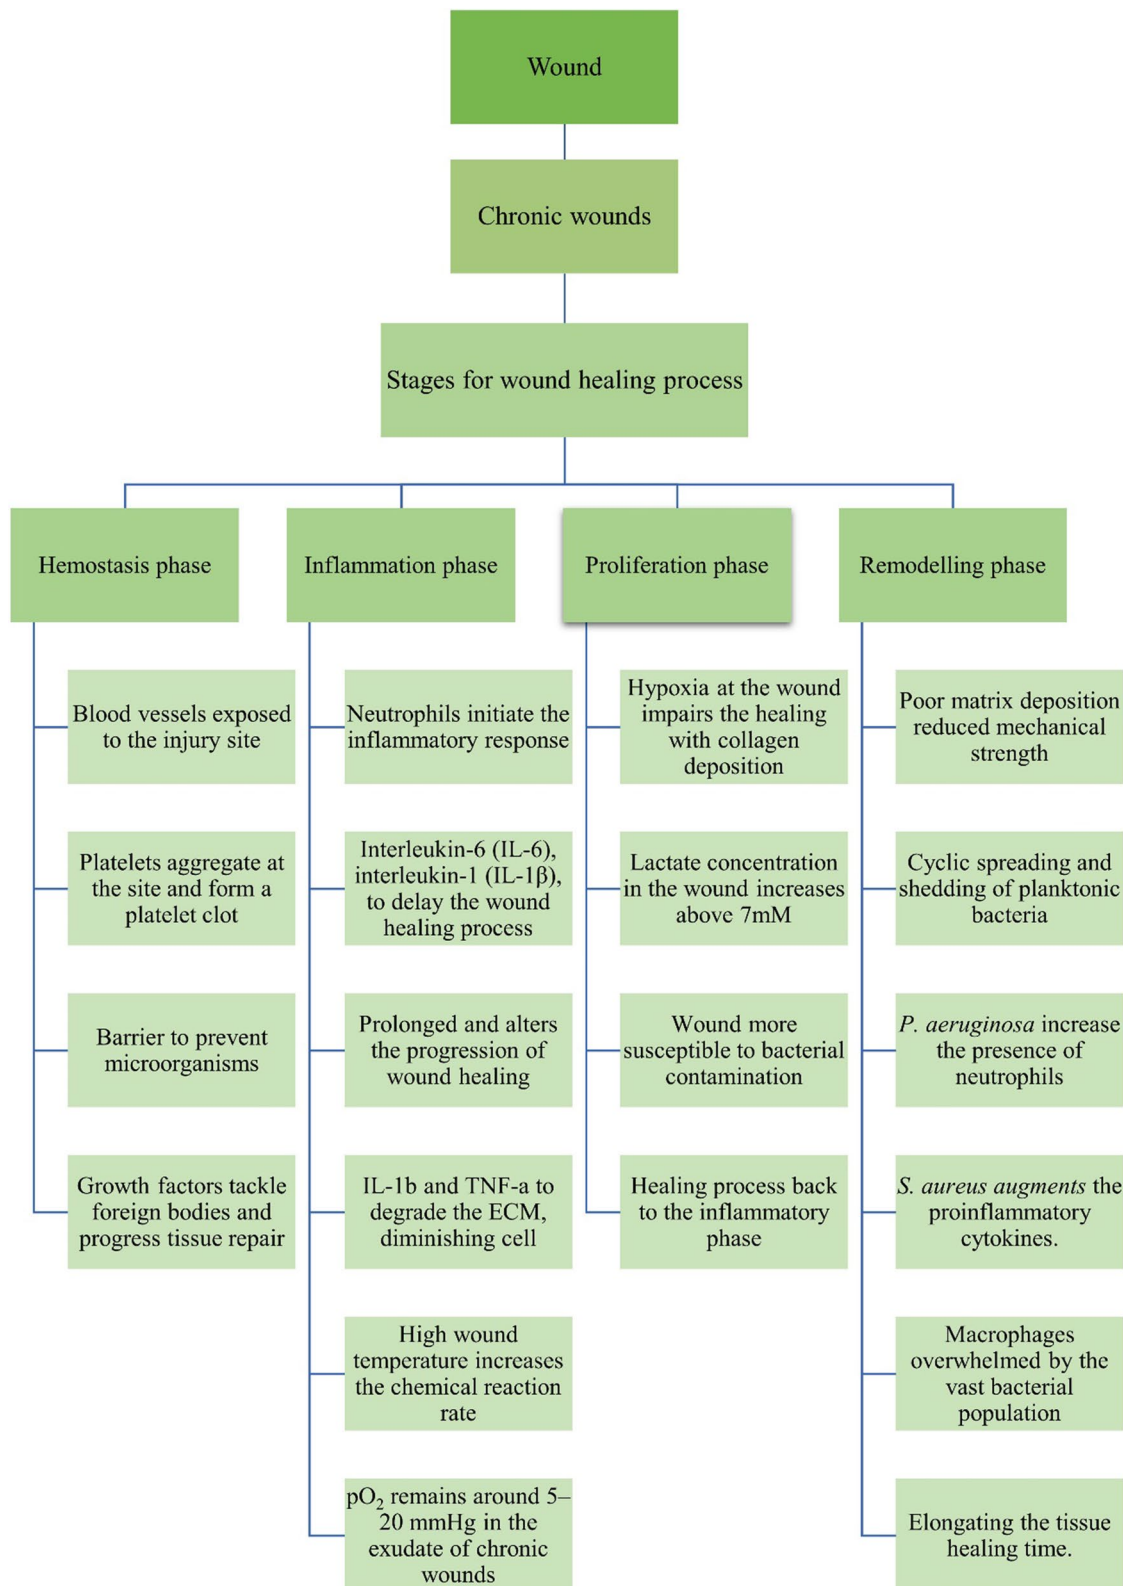 Wound
Chronic wounds
Stages for wound healing process
Hemostasis phase
Blood vessels exposed
to the injury site
Platelets aggregate at
the site and form a
platelet clot
Barrier to prevent
microorganisms
Growth factors tackle
foreign bodies and
progress tissue repair
Inflammation phase
Neutrophils initiate the
inflammatory response
Interleukin-6 (IL-6),
interleukin-1 (IL-1β),
to delay the wound
healing process
Prolonged and alters
the progression of
wound healing
IL-1b and TNF-a to
degrade the ECM,
diminishing cell
High wound
temperature increases
the chemical reaction
rate
pO₂ remains around 5–
20 mmHg in the
exudate of chronic
wounds
Proliferation phase
Hypoxia at the wound
impairs the healing
with collagen
deposition
Lactate concentration
in the wound increases
above 7mM
Wound more
susceptible to bacterial
contamination
Healing process back
to the inflammatory
phase
Remodelling phase
Poor matrix deposition
reduced mechanical
strength
Cyclic spreading and
shedding of planktonic
bacteria
P. aeruginosa increase
the presence of
neutrophils
S. aureus augments the
proinflammatory
cytokines.
Macrophages
overwhelmed by the
vast bacterial
population
Elongating the tissue
healing time.